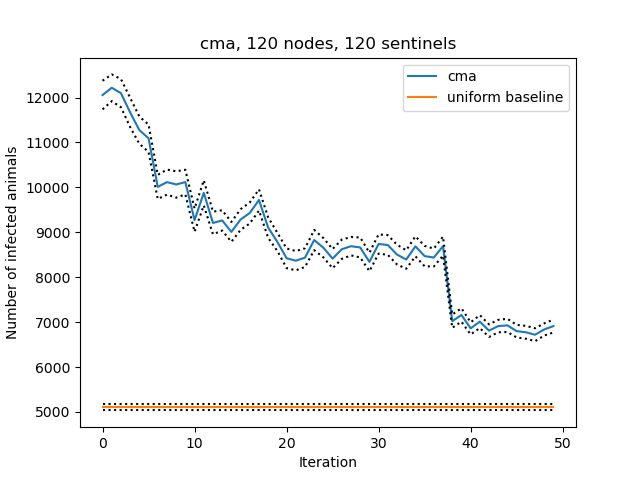 cma, 120 nodes, 120 sentinels
cma
uniform baseline
12000
11000
10000
9000
8000
7000
6000
5000
Number of infected animals
0 10 20 30 40 50
Iteration